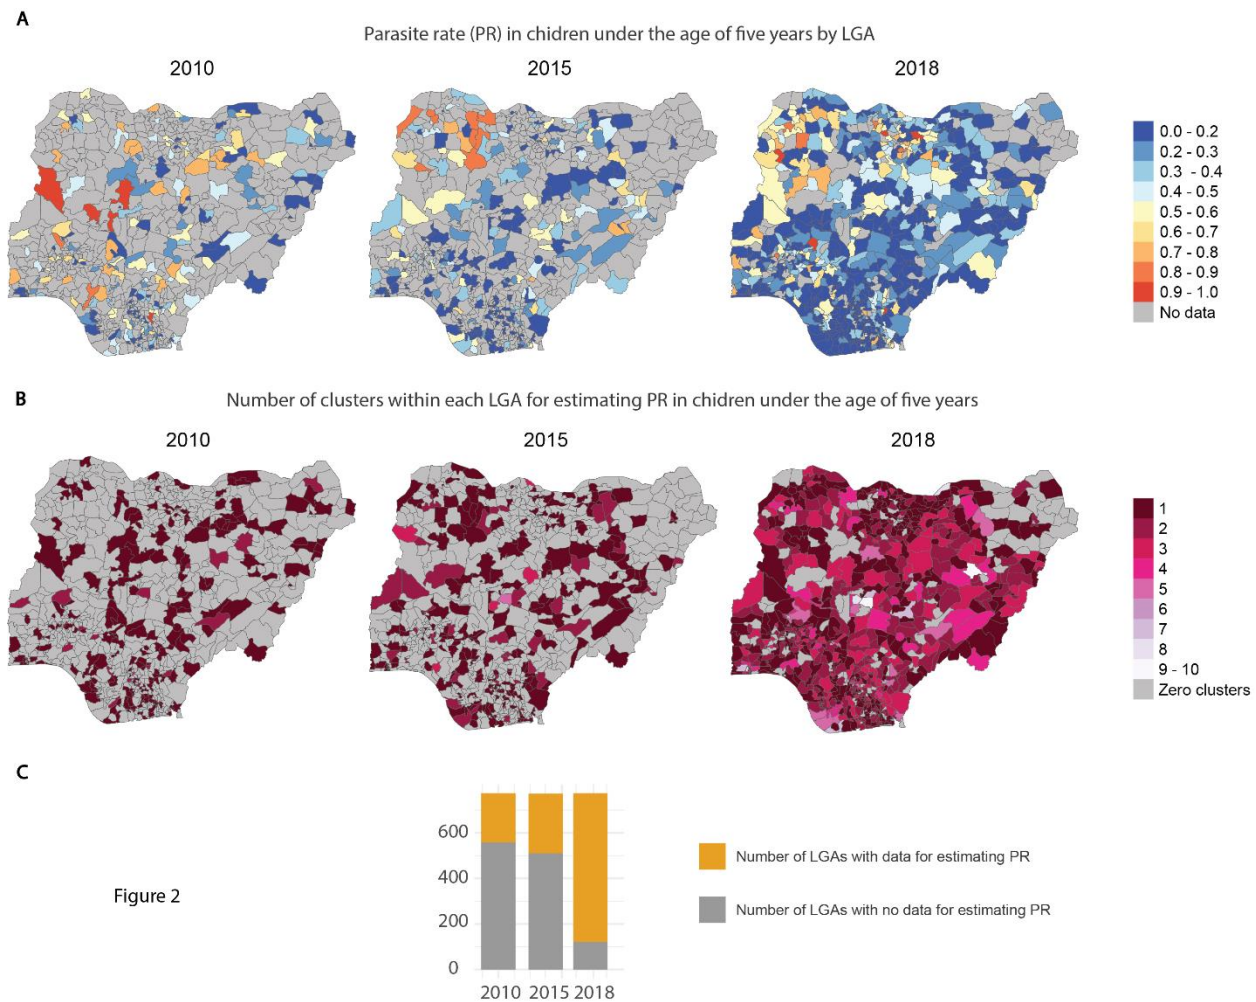 A
Parasite rate (PR) in chidren under the age of five years by LGA
2010
2015
2018
0.0 - 0.2
0.2 - 0.3
0.3 - 0.4
0.4 - 0.5
0.5 - 0.6
0.6 - 0.7
0.7 - 0.8
0.8 - 0.9
0.9 - 1.0
No data
B
Number of clusters within each LGA for estimating PR in chidren under the age of five years
2010
2015
2018
1
2
3
4
5
6
7
8
9 - 10
Zero clusters
C
600
400
200
0
2010 2015 2018
Number of LGAs with data for estimating PR
Number of LGAs with no data for estimating PR
Figure 2